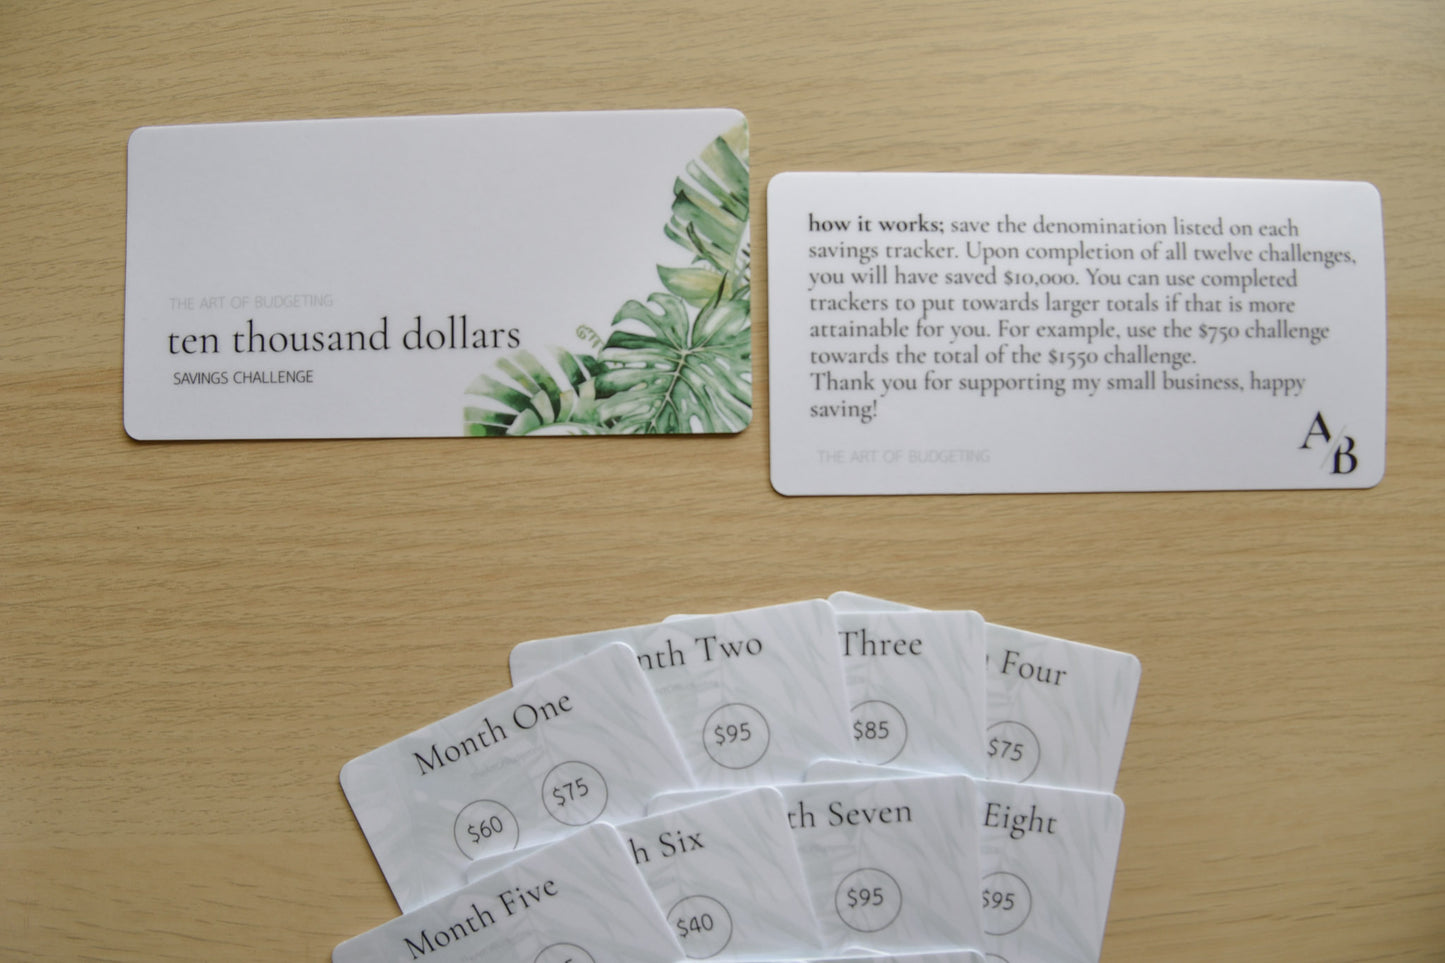 THE ART OF BUDGETING
ten thousand dollars
SAVINGS CHALLENGE
how it works; save the denomination listed on each
savings tracker. Upon completion of all twelve challenges,
you will have saved $10,000. You can use completed
trackers to put towards larger totals if that is more
attainable for you. For example, use the $750 challenge
towards the total of the $1550 challenge.
Thank you for supporting my small business, happy
saving!
THE ART OF BUDGETING
A/B
Month One
$60
$75
nth Two
$95
Three
$85
Four
$75
Month Five
h Six
$40
th Seven
$95
Eight
$95